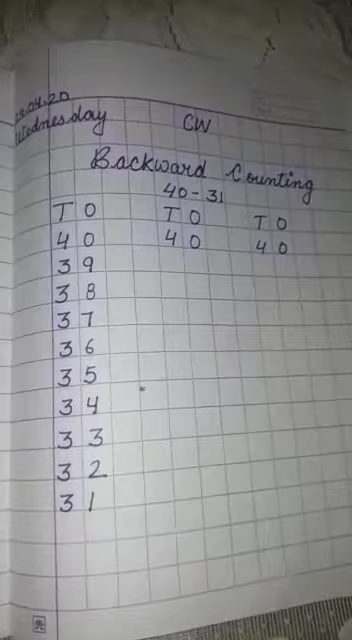 .04.20
Wednesday CW
Backward Counting
40-31
T O T O T O
4 0 4 0 4 0
3 9
3 8
3 7
3 6
3 5
3 4
3 3
3 2
3 1